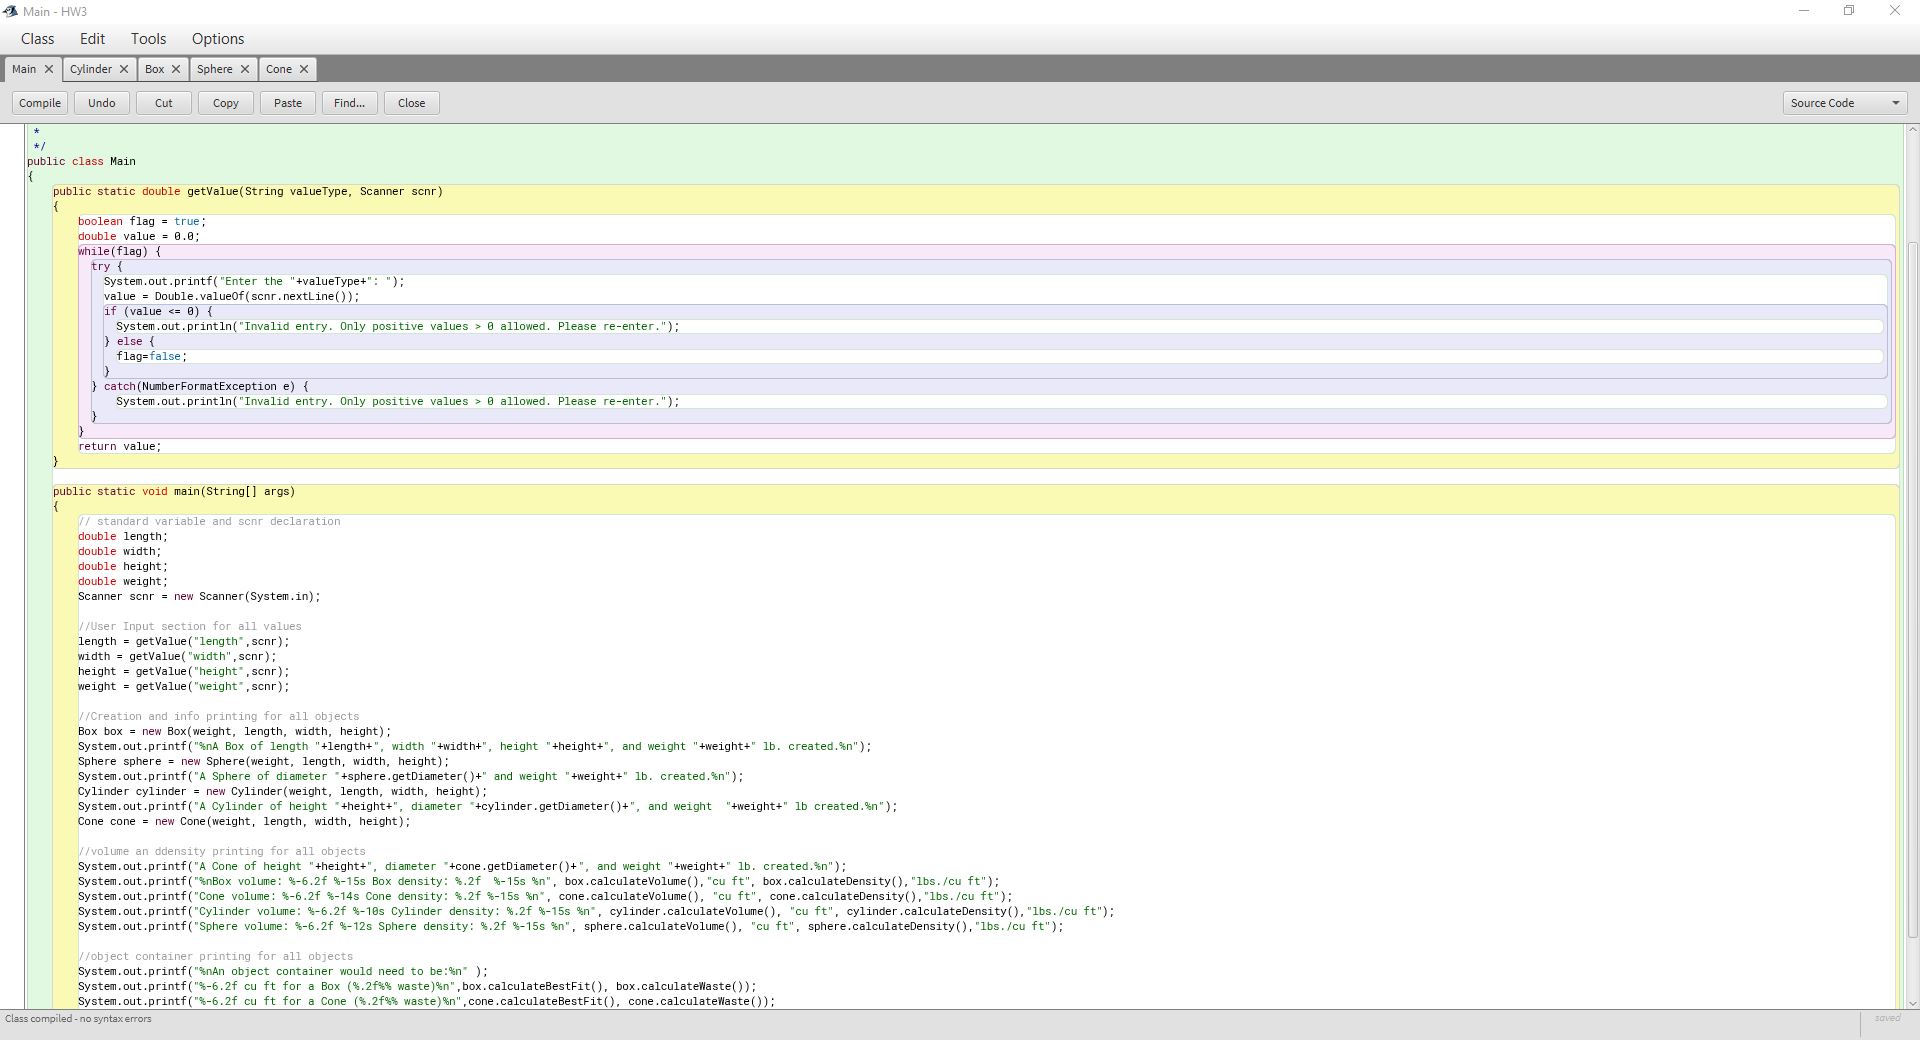 Main - HW3
Class Edit Tools Options
Main Cylinder Box Sphere Cone
Compile Undo Cut Copy Paste Find... Close Source Code
*
*/
public class Main
{
public static double getValue(String valueType, Scanner scnr)
{
boolean flag = true;
double value = 0.0;
while(flag) {
try {
System.out.printf("Enter the "+valueType+": ");
value = Double.valueOf(scnr.nextLine());
if (value <= 0) {
System.out.println("Invalid entry. Only positive values > 0 allowed. Please re-enter.");
} else {
flag=false;
}
} catch(NumberFormatException e) {
System.out.println("Invalid entry. Only positive values > 0 allowed. Please re-enter.");
}
}
return value;
}
public static void main(String[] args)
{
// standard variable and scnr declaration
double length;
double width;
double height;
double weight;
Scanner scnr = new Scanner(System.in);
//User Input section for all values
length = getValue("length",scnr);
width = getValue("width",scnr);
height = getValue("height",scnr);
weight = getValue("weight",scnr);
//Creation and info printing for all objects
Box box = new Box(weight, length, width, height);
System.out.printf("%nA Box of length "+length+", width "+width+", height "+height+", and weight "+weight+" lb. created.%n");
Sphere sphere = new Sphere(weight, length, width, height);
System.out.printf("A Sphere of diameter "+sphere.getDiameter()+" and weight "+weight+" lb. created.%n");
Cylinder cylinder = new Cylinder(weight, length, width, height);
System.out.printf("A Cylinder of height "+height+", diameter "+cylinder.getDiameter()+", and weight  "+weight+" lb created.%n");
Cone cone = new Cone(weight, length, width, height);
//volume an ddensity printing for all objects
System.out.printf("A Cone of height "+height+", diameter "+cone.getDiameter()+", and weight "+weight+" lb. created.%n");
System.out.printf("%nBox volume: %-6.2f %-15s Box density: %.2f  %-15s %n", box.calculateVolume(),"cu ft", box.calculateDensity(),"lbs./cu ft");
System.out.printf("Cone volume: %-6.2f %-14s Cone density: %.2f %-15s %n", cone.calculateVolume(), "cu ft", cone.calculateDensity(),"lbs./cu ft");
System.out.printf("Cylinder volume: %-6.2f %-10s Cylinder density: %.2f %-15s %n", cylinder.calculateVolume(), "cu ft", cylinder.calculateDensity(),"lbs./cu ft");
System.out.printf("Sphere volume: %-6.2f %-12s Sphere density: %.2f %-15s %n", sphere.calculateVolume(), "cu ft", sphere.calculateDensity(),"lbs./cu ft");
//object container printing for all objects
System.out.printf("%nAn object container would need to be:%n" );
System.out.printf("%-6.2f cu ft for a Box (%.2f%% waste)%n",box.calculateBestFit(), box.calculateWaste());
System.out.printf("%-6.2f cu ft for a Cone (%.2f%% waste)%n",cone.calculateBestFit(), cone.calculateWaste());
Class compiled - no syntax errors
saved